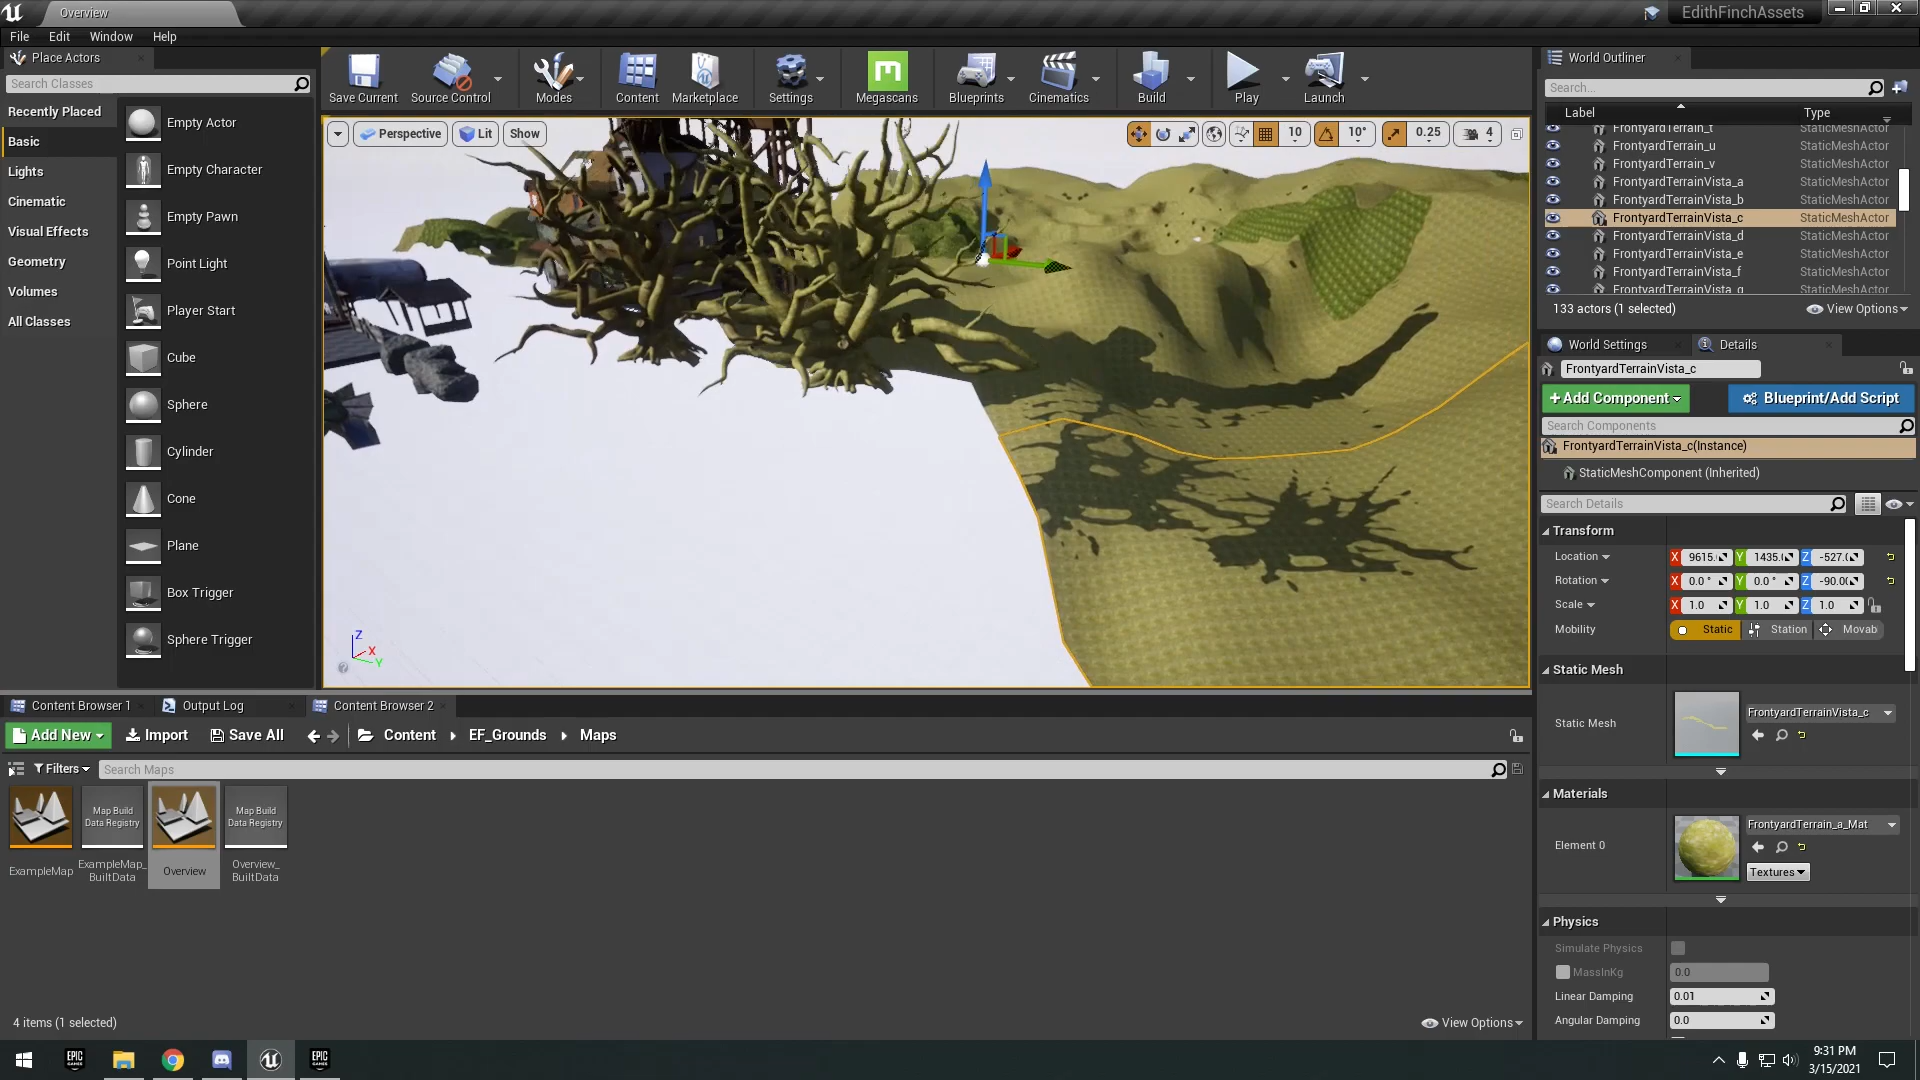 Overview
EdithFinchAssets
File Edit Window Help
Place Actors
Search Classes
Recently Placed
Basic
Lights
Cinematic
Visual Effects
Geometry
Volumes
All Classes
Empty Actor
Empty Character
Empty Pawn
Point Light
Player Start
Cube
Sphere
Cylinder
Cone
Plane
Box Trigger
Sphere Trigger
Save Current
Source Control
Modes
Content
Marketplace
Settings
Megascans
Blueprints
Cinematics
Build
Play
Launch
Perspective
Lit
Show
10
10°
0.25
4
Z
X
Y
World Outliner
Search...
Label Type
FrontyardTerrain_t StaticMeshActor
FrontyardTerrain_u StaticMeshActor
FrontyardTerrain_v StaticMeshActor
FrontyardTerrainVista_a StaticMeshActor
FrontyardTerrainVista_b StaticMeshActor
FrontyardTerrainVista_c StaticMeshActor
FrontyardTerrainVista_d StaticMeshActor
FrontyardTerrainVista_e StaticMeshActor
FrontyardTerrainVista_f StaticMeshActor
FrontyardTerrainVista_g StaticMeshActor
133 actors (1 selected)
View Options
World Settings
Details
FrontyardTerrainVista_c
+Add Component
Blueprint/Add Script
Search Components
FrontyardTerrainVista_c(Instance)
StaticMeshComponent (Inherited)
Search Details
Transform
Location X 9615. Y 1435.( Z -527.(
Rotation X 0.0 ° Y 0.0 ° Z -90.0(
Scale X 1.0 Y 1.0 Z 1.0
Mobility Static Station Movab
Static Mesh
Static Mesh
FrontyardTerrainVista_c
Materials
Element 0
FrontyardTerrain_a_Mat
Textures
Physics
Simulate Physics
MassInKg 0.0
Linear Damping 0.01
Angular Damping 0.0
Content Browser 1
Output Log
Content Browser 2
Add New
Import
Save All
Content
EF_Grounds
Maps
Filters
Search Maps
Map Build
Data Registry
Map Build
Data Registry
ExampleMap
ExampleMap_
BuiltData
Overview
Overview_
BuiltData
4 items (1 selected)
View Options
EPIC
GAMES
EPIC
GAMES
9:31 PM
3/15/2021